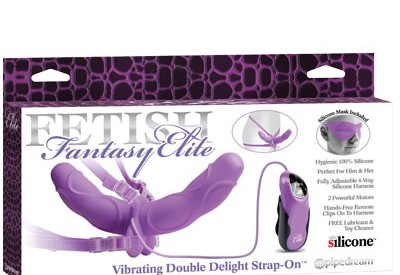 FETISH
Fantasy Elite
Silicone Mask Included
Hygienic 100% Silicone
Perfect For Him & Her
Fully Adjustable 4-Way
Silicone Harness
2 Powerful Motors
Hands-Free Remote
Clips On To Harness
FREE Lubricant &
Toy Cleaner
silicone
pipedream
Vibrating Double Delight Strap-On™